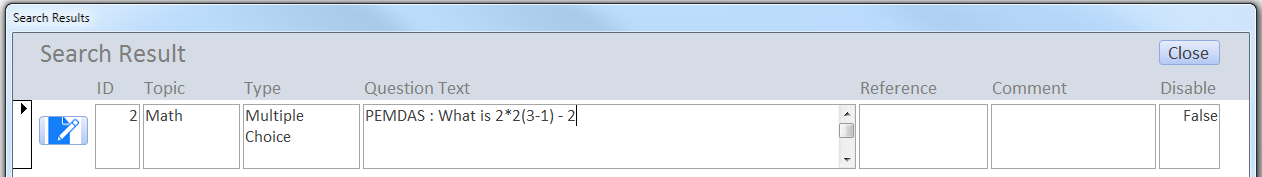 Search Results
Search Result
Close
ID Topic Type Question Text Reference Comment Disable
2 Math Multiple PEMDAS : What is 2*2(3-1) - 2 False
Choice